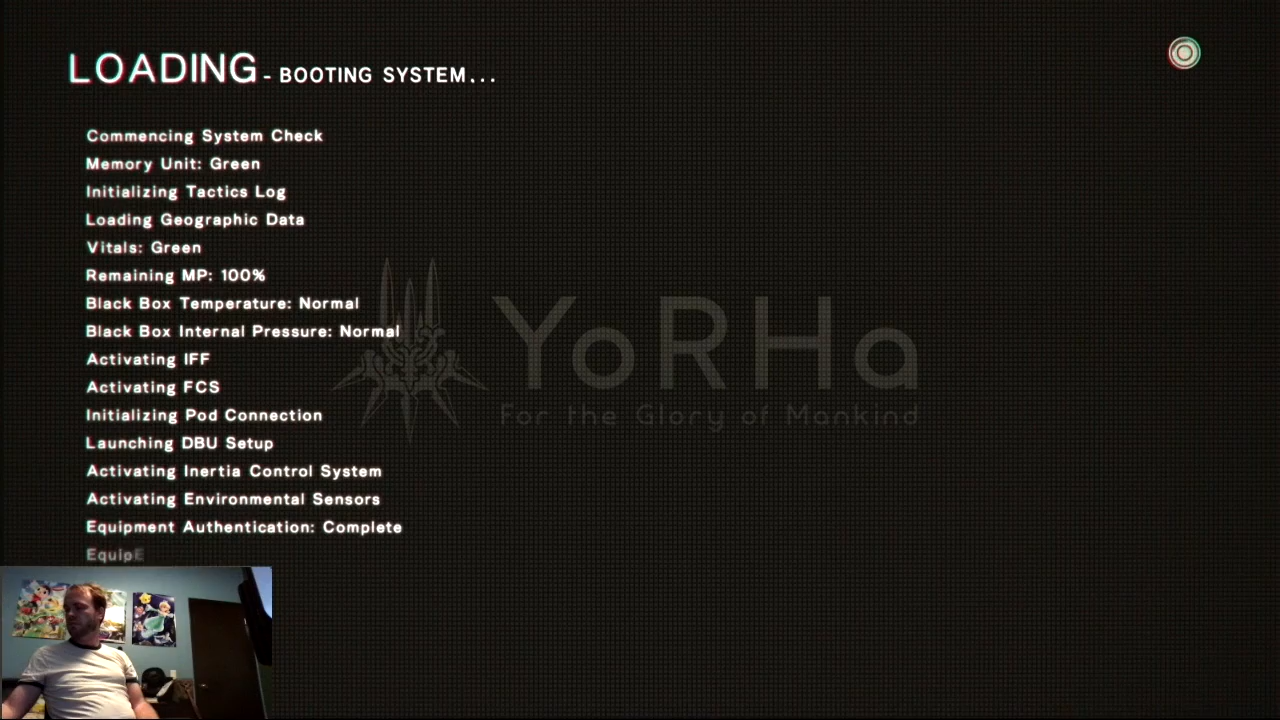 LOADING - BOOTING SYSTEM...
Commencing System Check
Memory Unit: Green
Initializing Tactics Log
Loading Geographic Data
Vitals: Green
Remaining MP: 100%
Black Box Temperature: Normal
Black Box Internal Pressure: Normal
Activating IFF
Activating FCS
Initializing Pod Connection
Launching DBU Setup
Activating Inertia Control System
Activating Environmental Sensors
Equipment Authentication: Complete
EquipE
YoRHa
For the Glory of Mankind